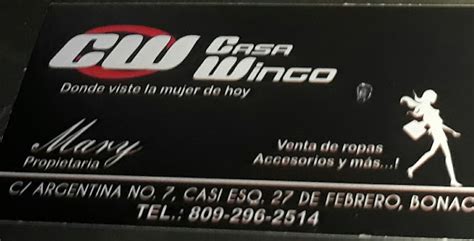 CW CASA
WINGO
Donde viste la mujer de hoy
Mary
Propietaria
Venta de ropas
Accesorios y más...!
C/ ARGENTINA NO. 7, CASI ESQ. 27 DE FEBRERO, BONAO
TEL.: 809-296-2514